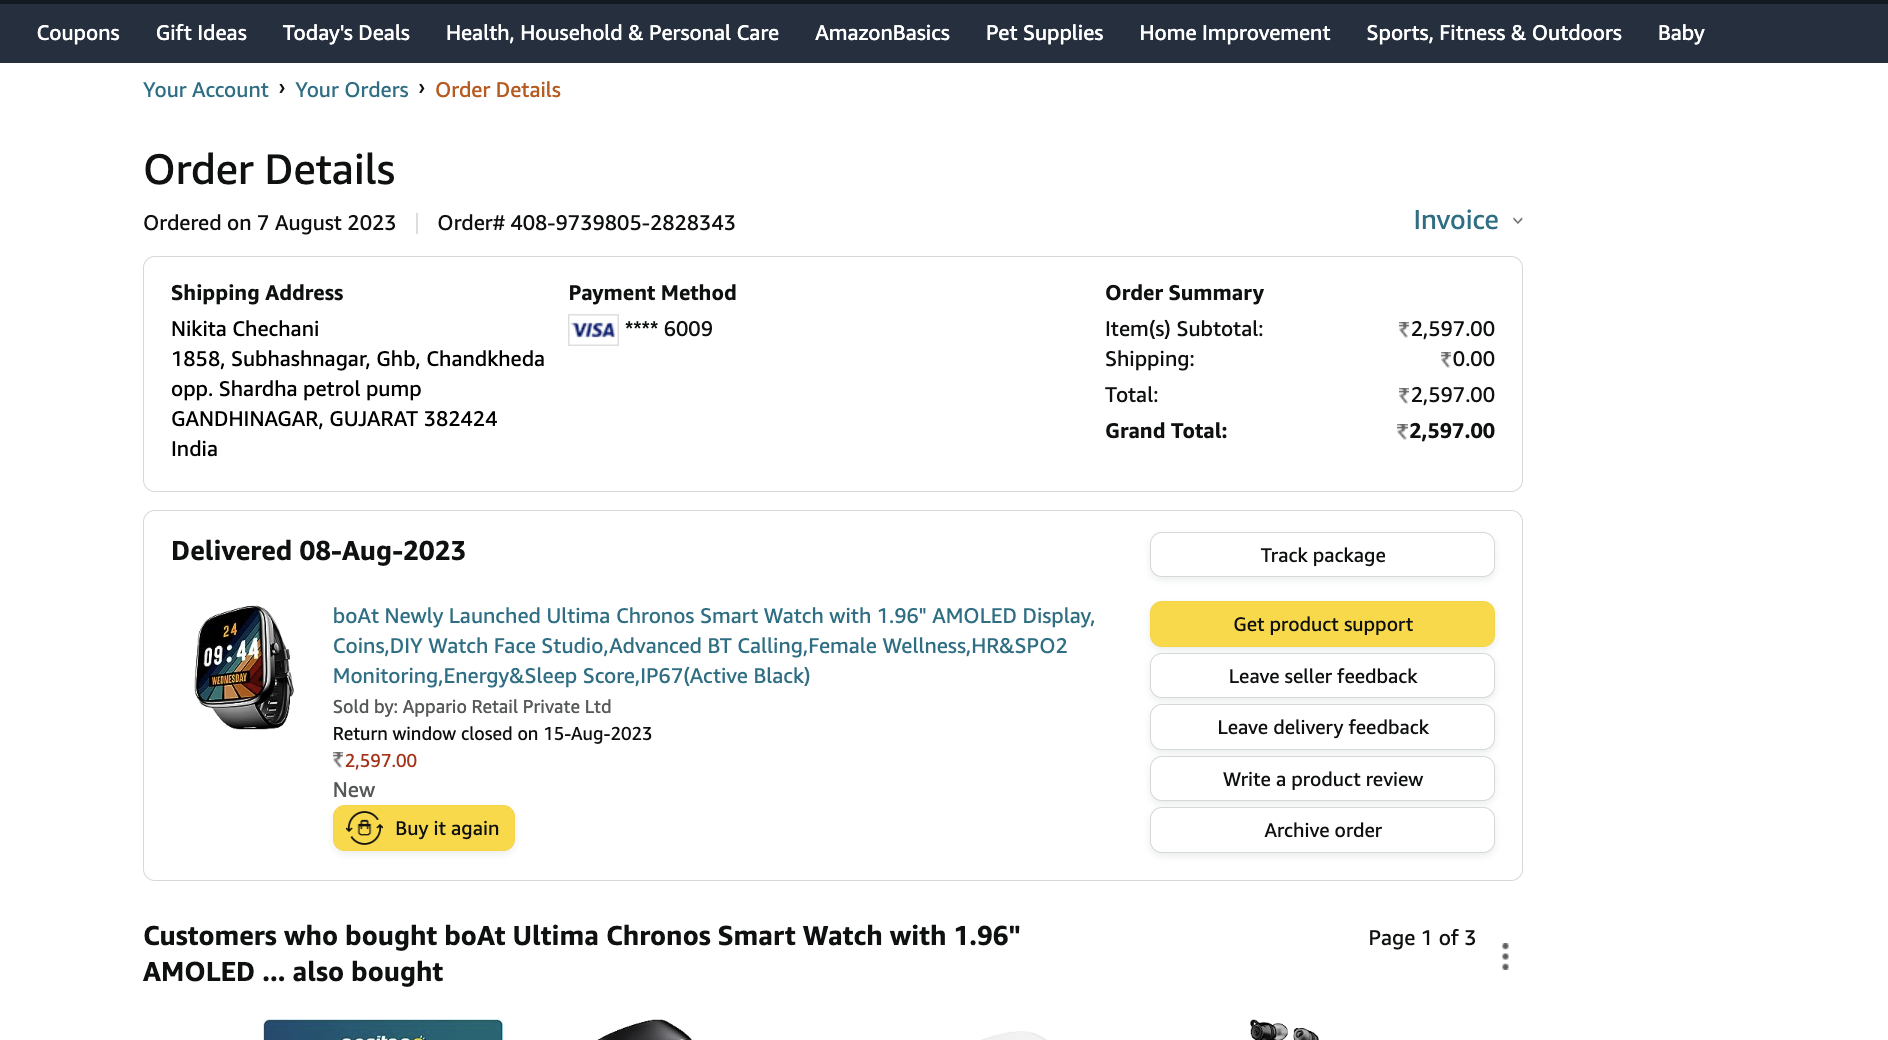 Coupons Gift Ideas Today's Deals Health, Household & Personal Care AmazonBasics Pet Supplies Home Improvement Sports, Fitness & Outdoors Baby
Your Account › Your Orders › Order Details
Order Details
Ordered on 7 August 2023 | Order# 408-9739805-2828343
Invoice
Shipping Address
Nikita Chechani
1858, Subhashnagar, Ghb, Chandkheda
opp. Shardha petrol pump
GANDHINAGAR, GUJARAT 382424
India
Payment Method
VISA **** 6009
Order Summary
Item(s) Subtotal: ₹2,597.00
Shipping: ₹0.00
Total: ₹2,597.00
Grand Total: ₹2,597.00
Delivered 08-Aug-2023
24
09:44
WEDNESDAY
boAt Newly Launched Ultima Chronos Smart Watch with 1.96" AMOLED Display,
Coins,DIY Watch Face Studio,Advanced BT Calling,Female Wellness,HR&SPO2
Monitoring,Energy&Sleep Score,IP67(Active Black)
Sold by: Appario Retail Private Ltd
Return window closed on 15-Aug-2023
₹2,597.00
New
Buy it again
Track package
Get product support
Leave seller feedback
Leave delivery feedback
Write a product review
Archive order
Customers who bought boAt Ultima Chronos Smart Watch with 1.96"
AMOLED ... also bought
Page 1 of 3